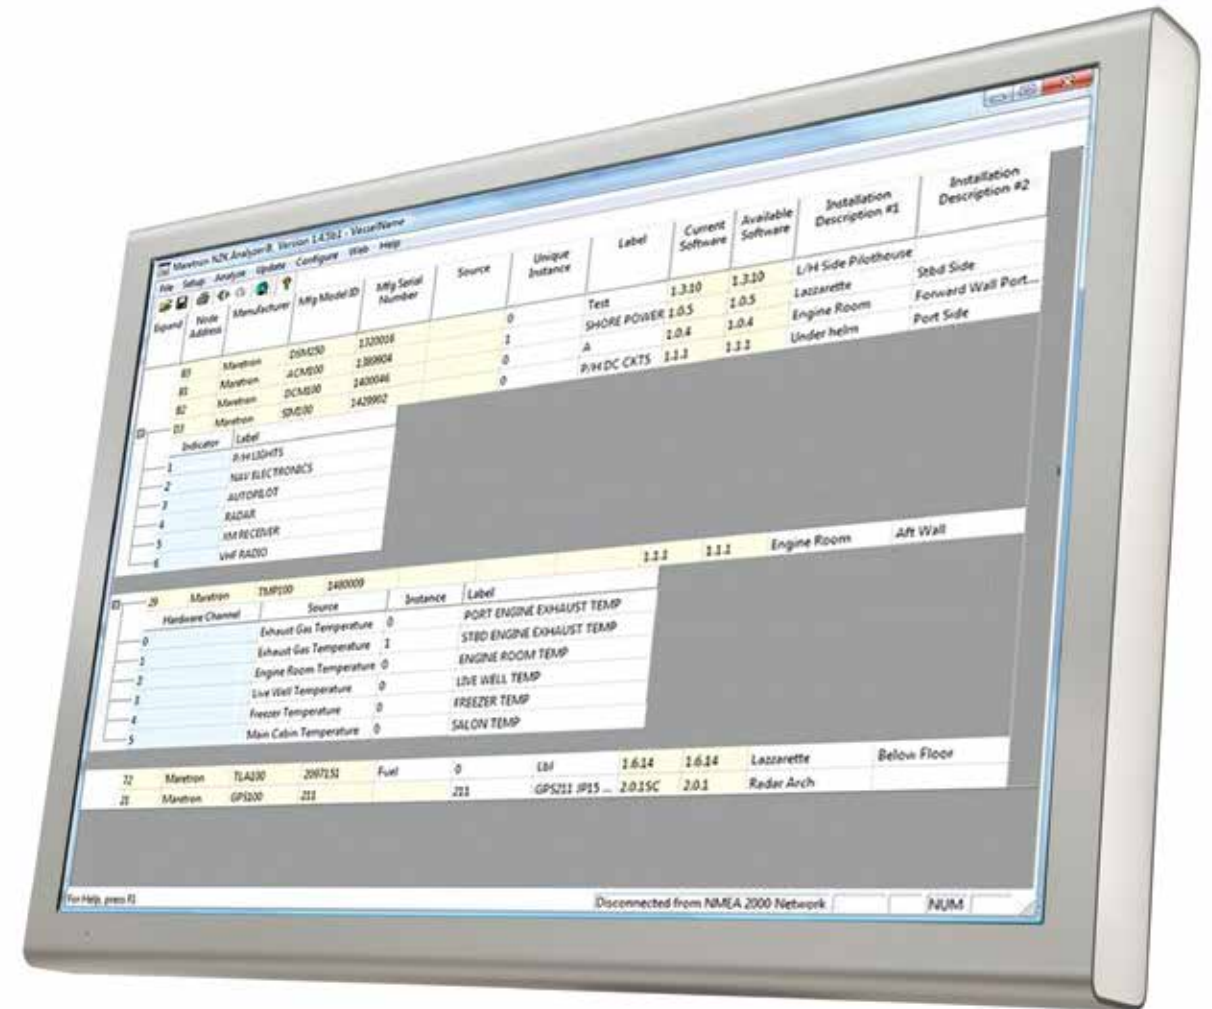 Maretron N2K Analyzer®, Version 1.4.5b1 - VesselName
File Setup Analyze Update Configure Web Help
Expand Node Address Manufacturer Mfg Model ID Mfg Serial Number Source Unique Instance Label Current Software Available Software Installation Description #1 Installation Description #2
83 Maretron DSM250 1320016 0 Test 1.3.10 1.3.10 L/H Side Pilothouse
81 Maretron ACM100 1389904 1 SHORE POWER 1.0.5 1.0.5 Lazzarette Stbd Side
82 Maretron DCM100 1400046 0 A 1.0.4 1.0.4 Engine Room Forward Wall Port...
D3 Maretron SIM100 1429902 0 P/H DC CKTS 1.1.1 1.1.1 Under helm Port Side
Indicator Label
1 P/H LIGHTS
2 NAV ELECTRONICS
3 AUTOPILOT
4 RADAR
5 XM RECEIVER
6 VHF RADIO
29 Maretron TMP100 1480009 1.1.1 1.1.1 Engine Room Aft Wall
Hardware Channel Source Instance Label
0 Exhaust Gas Temperature 0 PORT ENGINE EXHAUST TEMP
1 Exhaust Gas Temperature 1 STBD ENGINE EXHAUST TEMP
2 Engine Room Temperature 0 ENGINE ROOM TEMP
3 Live Well Temperature 0 LIVE WELL TEMP
4 Freezer Temperature 0 FREEZER TEMP
5 Main Cabin Temperature 0 SALON TEMP
72 Maretron TLA100 2097151 Fuel 0 Lbl 1.6.14 1.6.14 Lazzarette Below Floor
21 Maretron GPS100 211 211 GPS211 JP15 ... 2.0.15C 2.0.1 Radar Arch
For Help, press F1
Disconnected from NMEA 2000 Network NUM